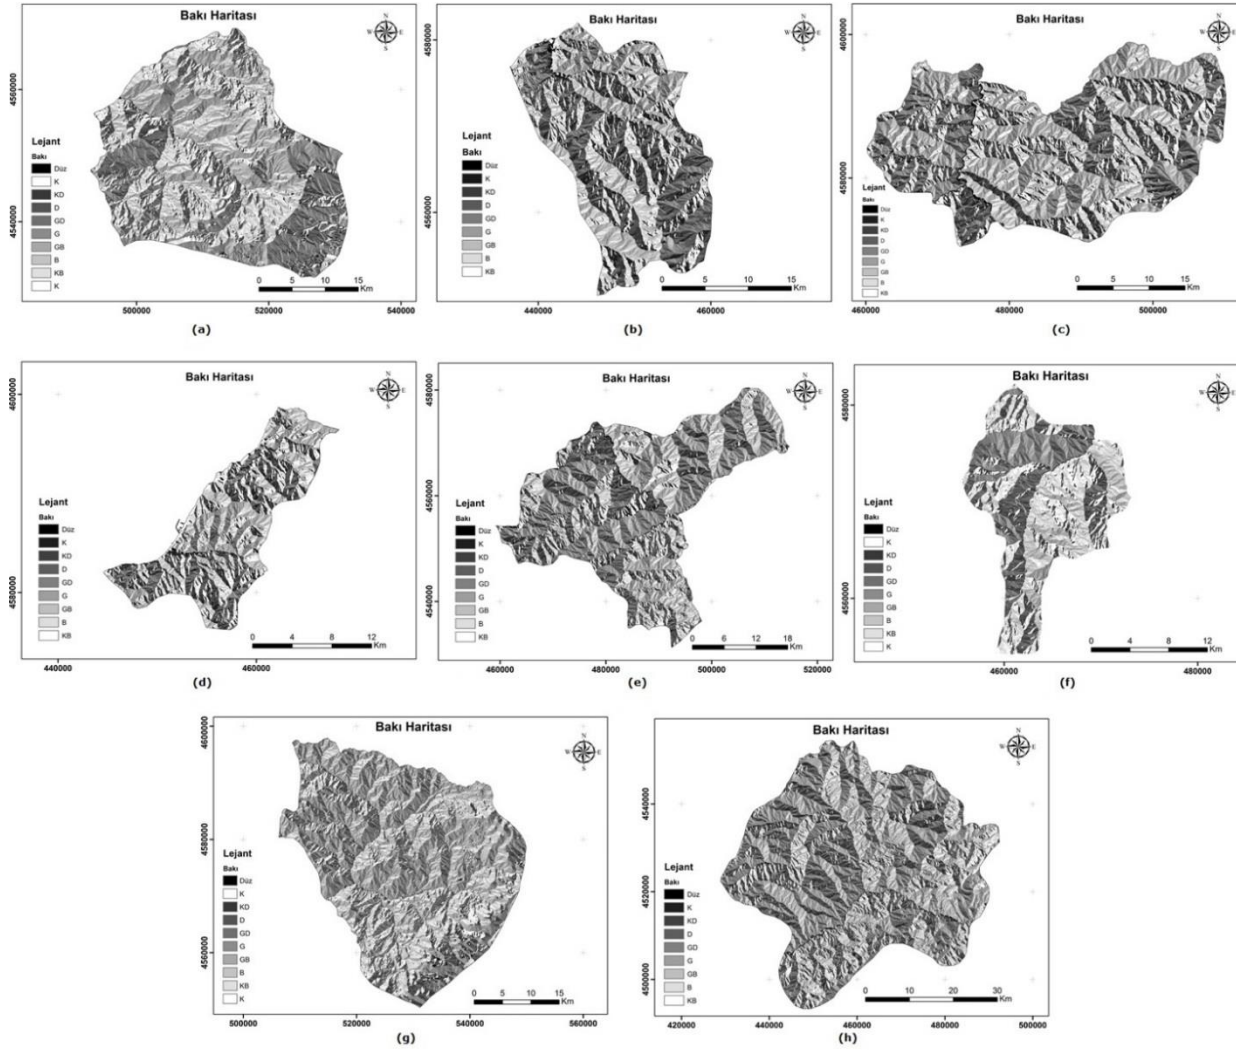 Bakı Haritası
N
W E
S
4560000
4540000
Lejant
Bakı
Düz
K
KD
D
GD
G
GB
B
KB
K
0 5 10 15
Km
500000 520000 540000
(a)
Bakı Haritası
N
W E
S
4580000
4560000
Lejant
Bakı
Düz
K
KD
D
GD
G
GB
B
KB
0 5 10 15
Km
440000 460000
(b)
Bakı Haritası
N
W E
S
4600000
4580000
Lejant
Bakı
Düz
K
KD
D
GD
G
GB
B
KB
0 5 10 15
Km
460000 480000 500000
(c)
Bakı Haritası
N
W E
S
4600000
4580000
Lejant
Bakı
Düz
K
KD
D
GD
G
GB
B
KB
0 4 8 12
Km
440000 460000
(d)
Bakı Haritası
N
W E
S
4580000
4560000
4540000
Lejant
Bakı
Düz
K
KD
D
GD
G
GB
B
KB
0 6 12 18
Km
460000 480000 500000 520000
(e)
Bakı Haritası
N
W E
S
4580000
4560000
Lejant
Bakı
Düz
K
KD
D
GD
G
GB
B
KB
K
0 4 8 12
Km
460000 480000
(f)
Bakı Haritası
N
W E
S
4600000
4580000
4560000
Lejant
Bakı
Düz
K
KD
D
GD
G
GB
B
KB
K
0 5 10 15
Km
500000 520000 540000 560000
(g)
Bakı Haritası
N
W E
S
4540000
4520000
4500000
Lejant
Bakı
Düz
K
KD
D
GD
G
GB
B
KB
0 10 20 30
Km
420000 440000 460000 480000 500000
(h)